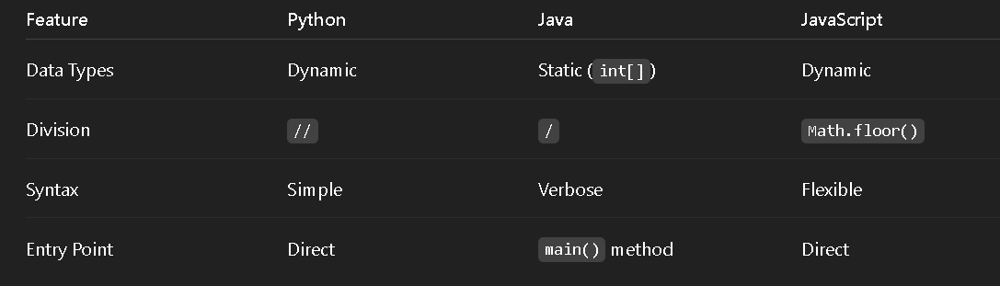 Feature Python Java JavaScript
Data Types Dynamic Static (int[]) Dynamic
Division // / Math.floor()
Syntax Simple Verbose Flexible
Entry Point Direct main() method Direct